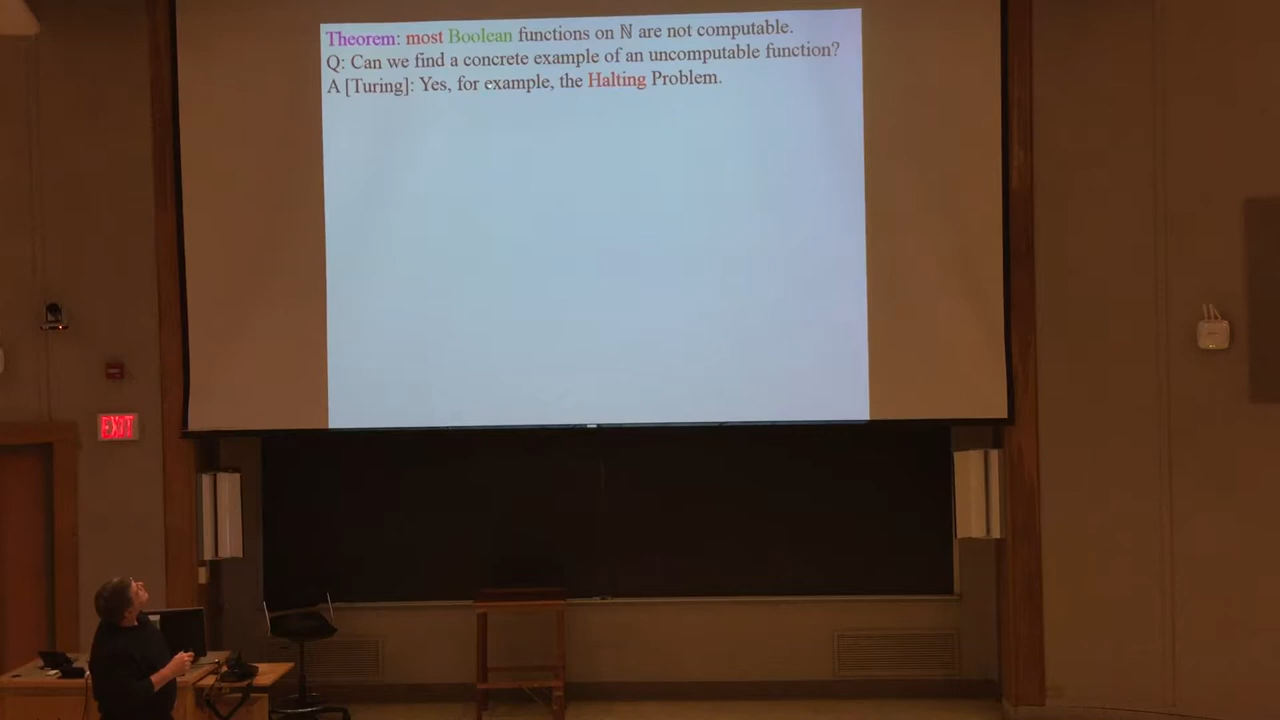 Theorem: most Boolean functions on ℕ are not computable.
Q: Can we find a concrete example of an uncomputable function?
A [Turing]: Yes, for example, the Halting Problem.
EXIT